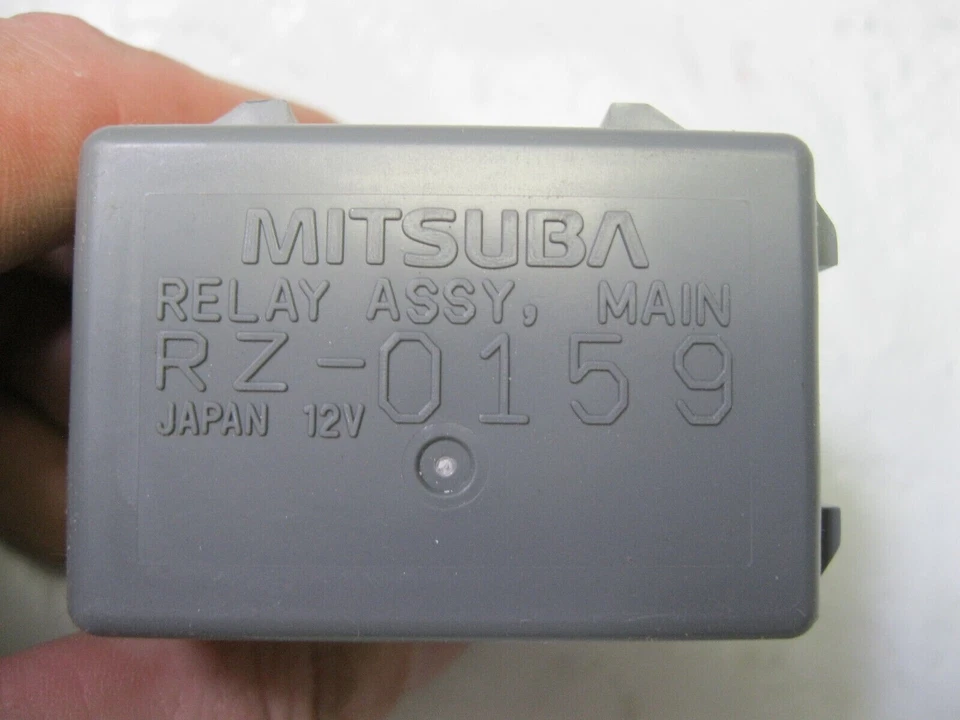 MITSUBA
RELAY ASSY, MAIN
RZ-0159
JAPAN 12V